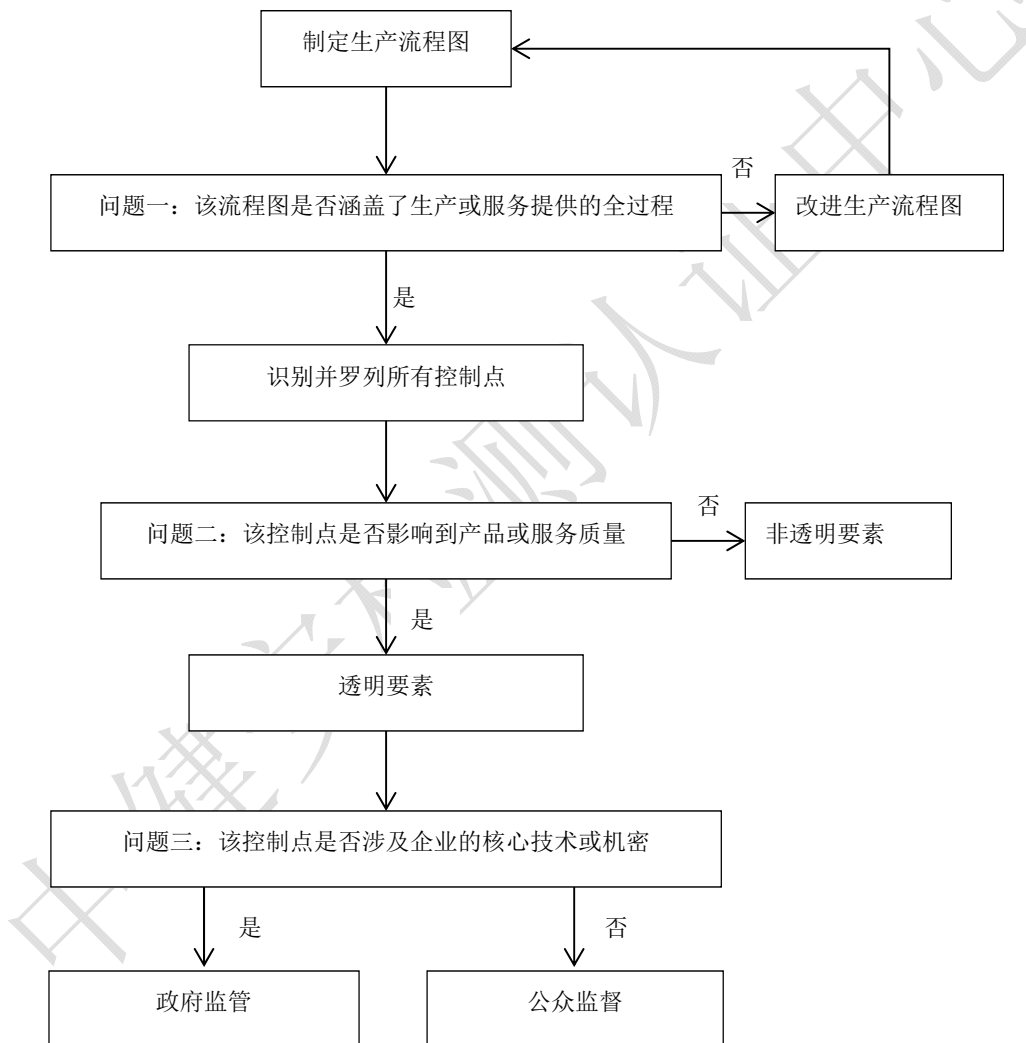 制定生产流程图
否
问题一：该流程图是否涵盖了生产或服务提供的全过程
改进生产流程图
是
识别并罗列所有控制点
否
问题二：该控制点是否影响到产品或服务质量
非透明要素
是
透明要素
问题三：该控制点是否涉及企业的核心技术或机密
是
否
政府监管
公众监督